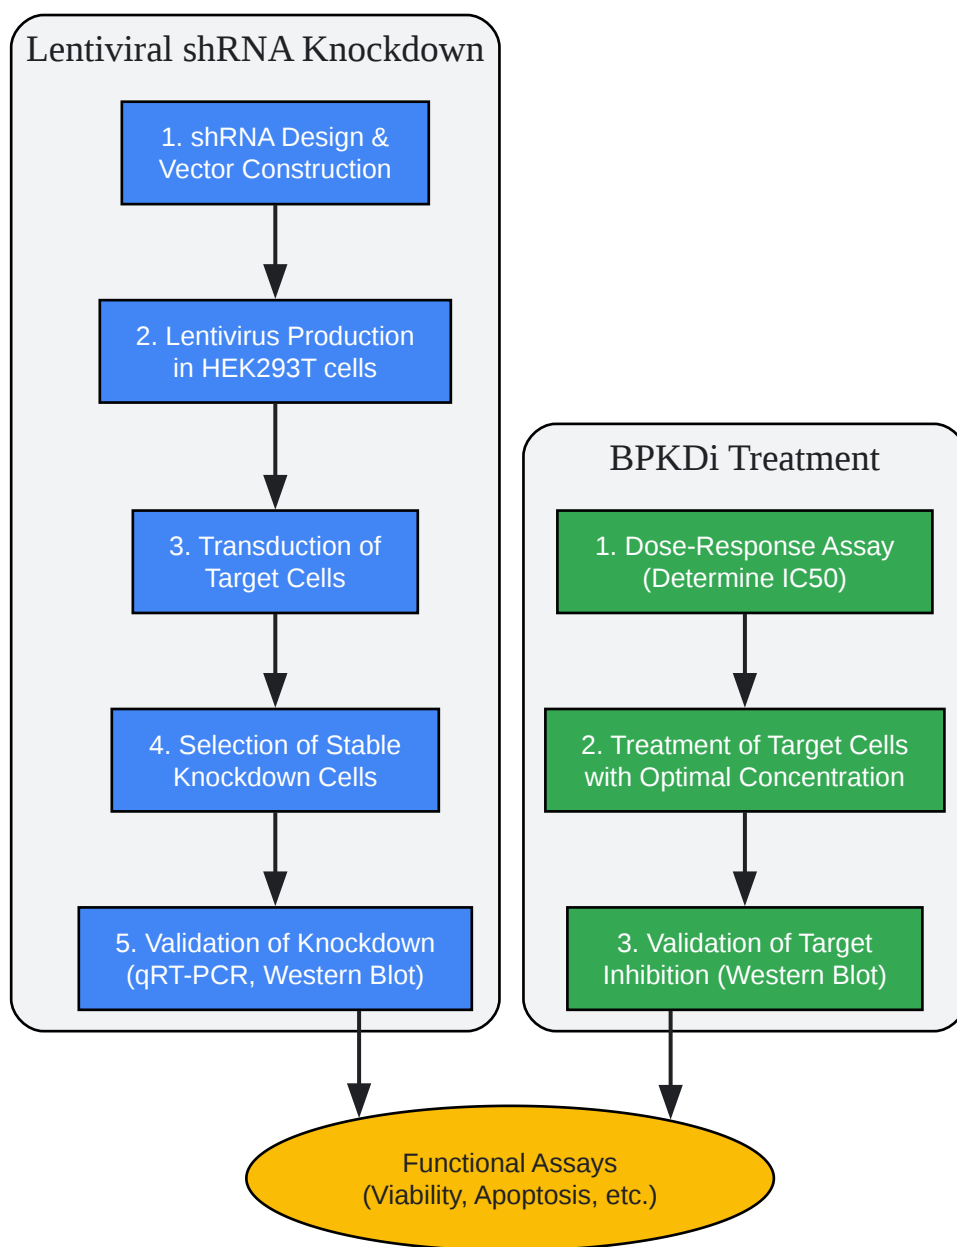 Lentiviral shRNA Knockdown
1. shRNA Design &
Vector Construction
2. Lentivirus Production
in HEK293T cells
3. Transduction of
Target Cells
4. Selection of Stable
Knockdown Cells
5. Validation of Knockdown
(qRT-PCR, Western Blot)
BPKDi Treatment
1. Dose-Response Assay
(Determine IC50)
2. Treatment of Target Cells
with Optimal Concentration
3. Validation of Target
Inhibition (Western Blot)
Functional Assays
(Viability, Apoptosis, etc.)